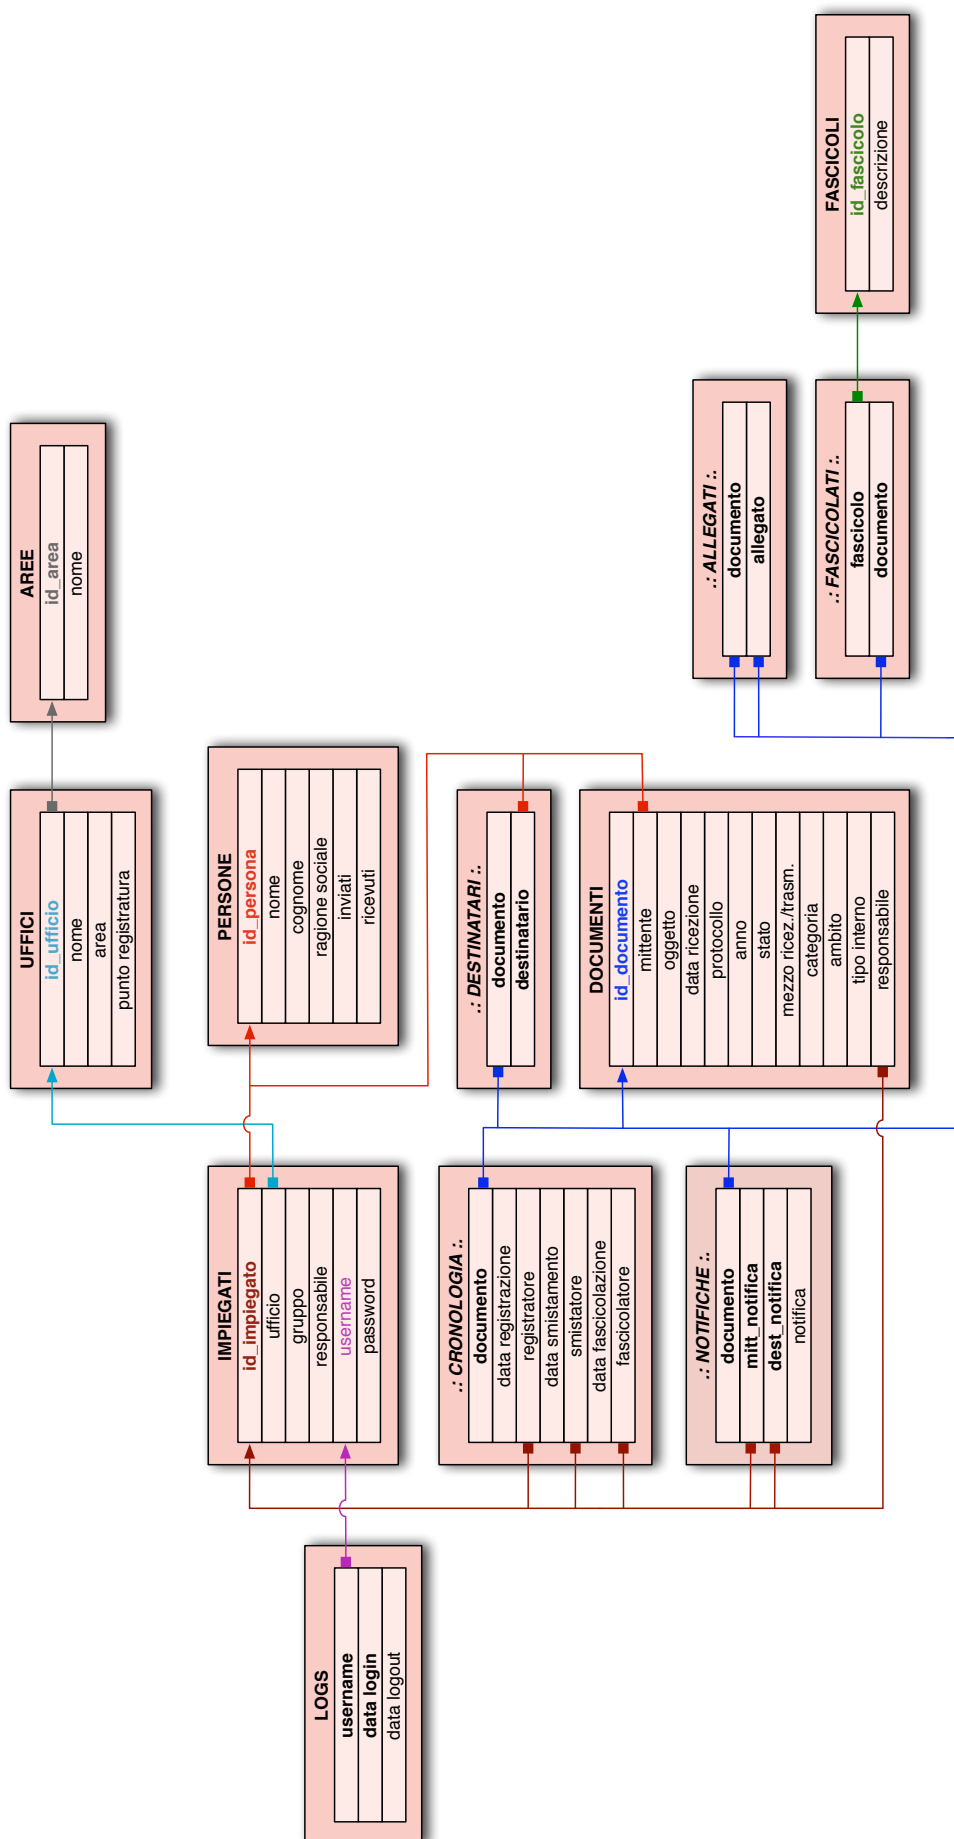 LOGS
username
data login
data logout
IMPIEGATI
id_impiegato
ufficio
gruppo
responsabile
username
password
.: CRONOLOGIA :.
documento
data registrazione
registratore
data smistamento
smistatore
data fascicolazione
fascicolatore
.: NOTIFICHE :.
documento
mitt_notifica
dest_notifica
notifica
UFFICI
id_ufficio
nome
area
punto registratura
PERSONE
id_persona
nome
cognome
ragione sociale
inviati
ricevuti
.: DESTINATARI :.
documento
destinatario
DOCUMENTI
id_documento
mittente
oggetto
data ricezione
protocollo
anno
stato
mezzo ricez../trasm.
categoria
ambito
tipo interno
responsabile
AREE
id_area
nome
.: ALLEGATI :.
documento
allegato
.: FASCICOLATI :.
fascicolo
documento
FASCICOLI
id_fascicolo
descrizione